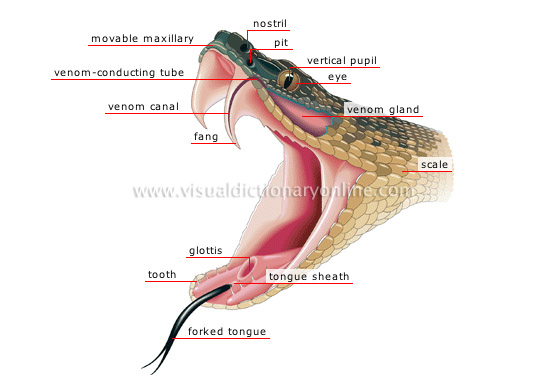 nostril
movable maxillary
pit
vertical pupil
venom-conducting tube
eye
venom canal
venom gland
fang
scale
www.visualdictionaryonline.com
glottis
tooth
tongue sheath
forked tongue